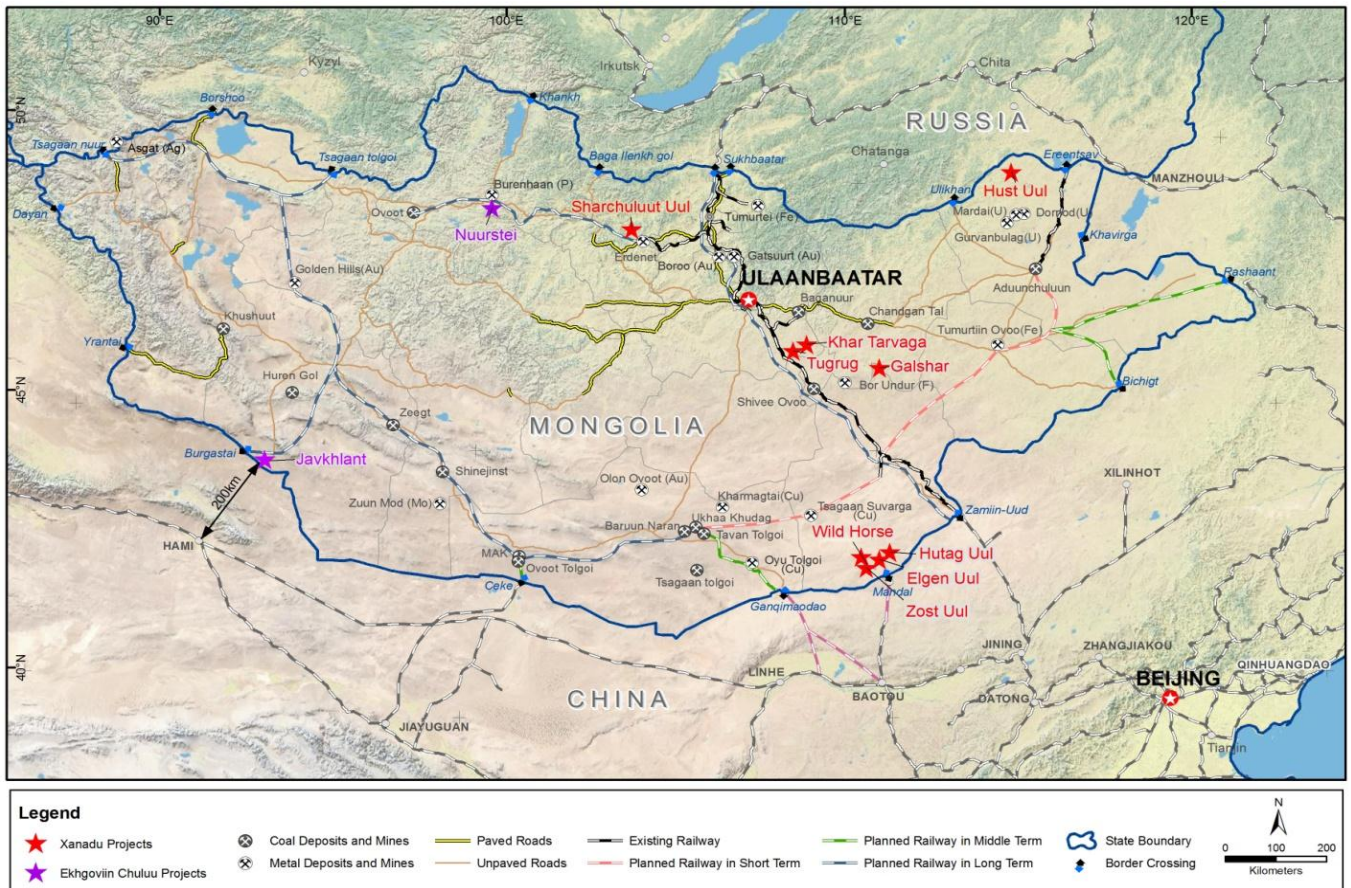 90°E
100°E
110°E
120°E
50°N
45°N
40°N
Kyzyl
Irkutsk
Chita
RUSSIA
Borshoo
Khankh
Tsagaan nuur
Asgat (Ag)
Tsagaan tolgoi
Baga Ilenkh gol
Sukhbaatar
Chatanga
Ereentsav
MANZHOULI
Ulikhan
Hust Uul
Mardai(U)
Dornod(U)
Gurvanbulag(U)
Khavirga
Dayan
Ovoot
Burenhaan (P)
Nuurstei
Sharchuluut Uul
Tumurtei (Fe)
Erdenet
Boroo (Au)
Gatsuurt (Au)
Golden Hills(Au)
ULAANBAATAR
Baganuur
Aduunchuluun
Rashaant
Khushuut
Chandgan Tal
Tumurtiin Ovoo(Fe)
Yrantai
Khar Tarvaga
Tugrug
Galshar
Bor Undur (F)
Bichigt
Huren Gol
Shivee Ovoo
Zeegt
MONGOLIA
Burgastai
Javkhlant
Shinejinst
XILINHOT
200km
Zuun Mod (Mo)
Olon Ovoot (Au)
Kharmagtai(Cu)
Tsagaan Suvarga
(Cu)
Zamiin-Uud
HAMI
Baruun Naran
Ukhaa Khudag
Tavan Tolgoi
Wild Horse
Hutag Uul
MAK
Ovoot Tolgoi
Oyu Tolgoi
(Cu)
Elgen Uul
Tsagaan tolgoi
Ceke
Ganqimaodao
Mandal
Zost Uul
JINING
ZHANGJIAKOU
LINHE
BAOTOU
DATONG
BEIJING
QINHUANGDAO
CHINA
JIAYUGUAN
Tianjin
Legend
Xanadu Projects
Ekhgoviin Chuluu Projects
Coal Deposits and Mines
Metal Deposits and Mines
Paved Roads
Unpaved Roads
Existing Railway
Planned Railway in Short Term
Planned Railway in Middle Term
Planned Railway in Long Term
State Boundary
Border Crossing
N
0 100 200
Kilometers